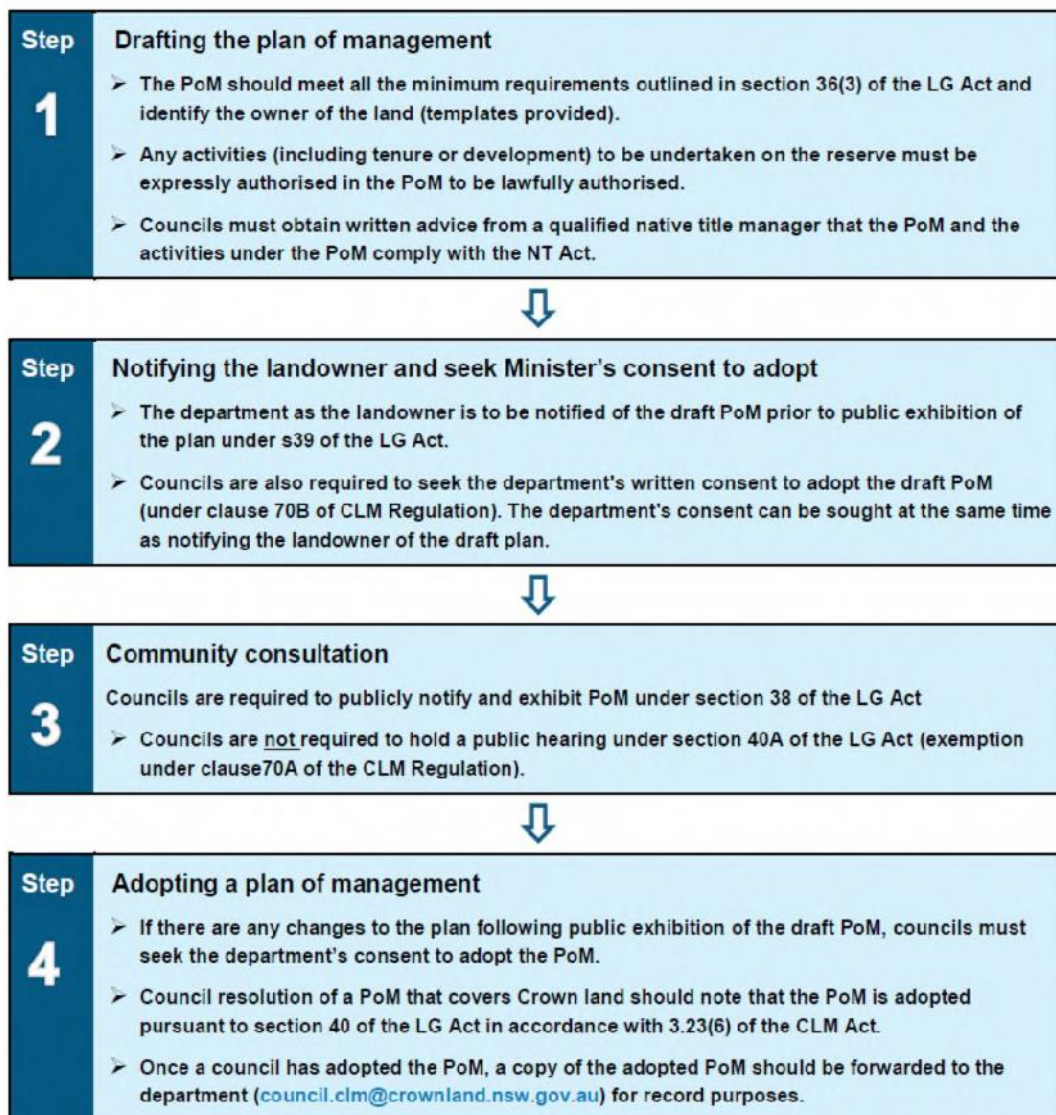 Step
1
Drafting the plan of management
➤ The PoM should meet all the minimum requirements outlined in section 36(3) of the LG Act and
identify the owner of the land (templates provided).
➤ Any activities (including tenure or development) to be undertaken on the reserve must be
expressly authorised in the PoM to be lawfully authorised.
➤ Councils must obtain written advice from a qualified native title manager that the PoM and the
activities under the PoM comply with the NT Act.
Step
2
Notifying the landowner and seek Minister's consent to adopt
➤ The department as the landowner is to be notified of the draft PoM prior to public exhibition of
the plan under s39 of the LG Act.
➤ Councils are also required to seek the department's written consent to adopt the draft PoM
(under clause 70B of CLM Regulation). The department's consent can be sought at the same time
as notifying the landowner of the draft plan.
Step
3
Community consultation
Councils are required to publicly notify and exhibit PoM under section 38 of the LG Act
➤ Councils are not required to hold a public hearing under section 40A of the LG Act (exemption
under clause70A of the CLM Regulation).
Step
4
Adopting a plan of management
➤ If there are any changes to the plan following public exhibition of the draft PoM, councils must
seek the department's consent to adopt the PoM.
➤ Council resolution of a PoM that covers Crown land should note that the PoM is adopted
pursuant to section 40 of the LG Act in accordance with 3.23(6) of the CLM Act.
➤ Once a council has adopted the PoM, a copy of the adopted PoM should be forwarded to the
department (council.clm@crownland.nsw.gov.au) for record purposes.